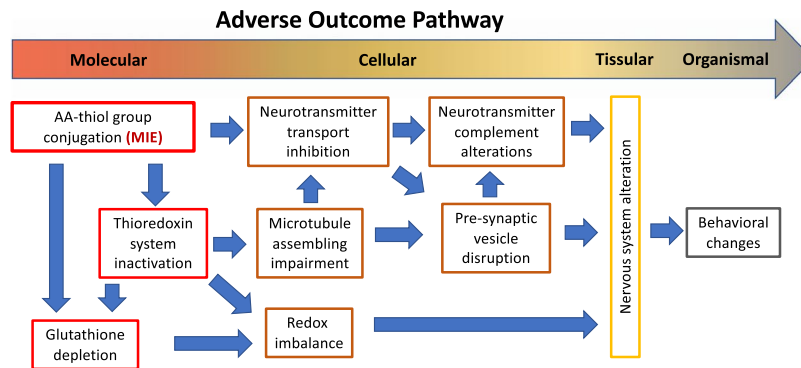 Adverse Outcome Pathway
Molecular
Cellular
Tissular
Organismal
AA-thiol group
conjugation (MIE)
Neurotransmitter
transport
inhibition
Neurotransmitter
complement
alterations
Thioredoxin
system
inactivation
Microtubule
assembling
impairment
Pre-synaptic
vesicle
disruption
Nervous system alteration
Behavioral
changes
Glutathione
depletion
Redox
imbalance